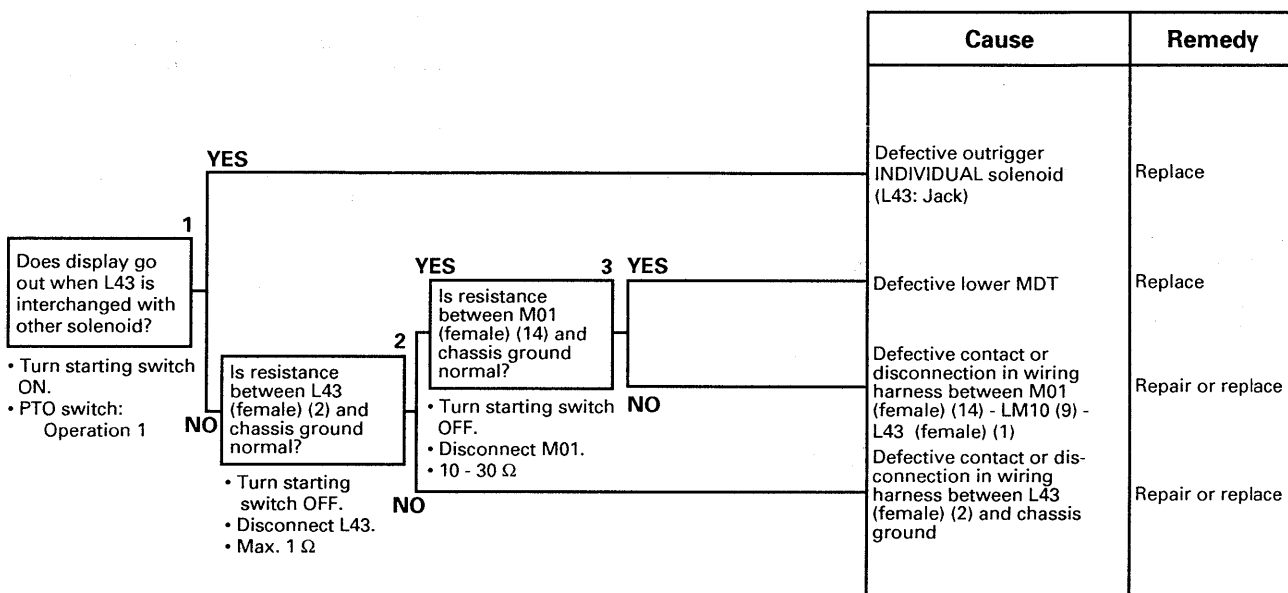 Cause
Remedy
YES
Defective outrigger
INDIVIDUAL solenoid
(L43: Jack)
Replace
1
Does display go
out when L43 is
interchanged with
other solenoid?
• Turn starting switch
ON.
• PTO switch:
Operation 1
NO
2
Is resistance
between L43
(female) (2) and
chassis ground
normal?
• Turn starting
switch OFF.
• Disconnect L43.
• Max. 1 Ω
YES
3
Is resistance
between M01
(female) (14) and
chassis ground
normal?
• Turn starting switch
OFF.
• Disconnect M01.
• 10 - 30 Ω
YES
Defective lower MDT
Replace
NO
Defective contact or
disconnection in wiring
harness between M01
(female) (14) - LM10 (9) -
L43 (female) (1)
Repair or replace
NO
Defective contact or dis-
connection in wiring
harness between L43
(female) (2) and chassis
ground
Repair or replace